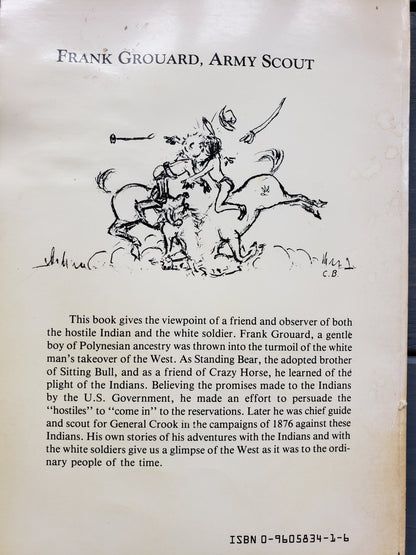 FRANK GROUARD, ARMY SCOUT
C.B.
This book gives the viewpoint of a friend and observer of both
the hostile Indian and the white soldier. Frank Grouard, a gentle
boy of Polynesian ancestry was thrown into the turmoil of the white
man's takeover of the West. As Standing Bear, the adopted brother
of Sitting Bull, and as a friend of Crazy Horse, he learned of the
plight of the Indians. Believing the promises made to the Indians
by the U.S. Government, he made an effort to persuade the
"hostiles" to "come in" to the reservations. Later he was chief guide
and scout for General Crook in the campaigns of 1876 against these
Indians. His own stories of his adventures with the Indians and with
the white soldiers give us a glimpse of the West as it was to the ordi-
nary people of the time.
ISBN 0-9605834-1-6